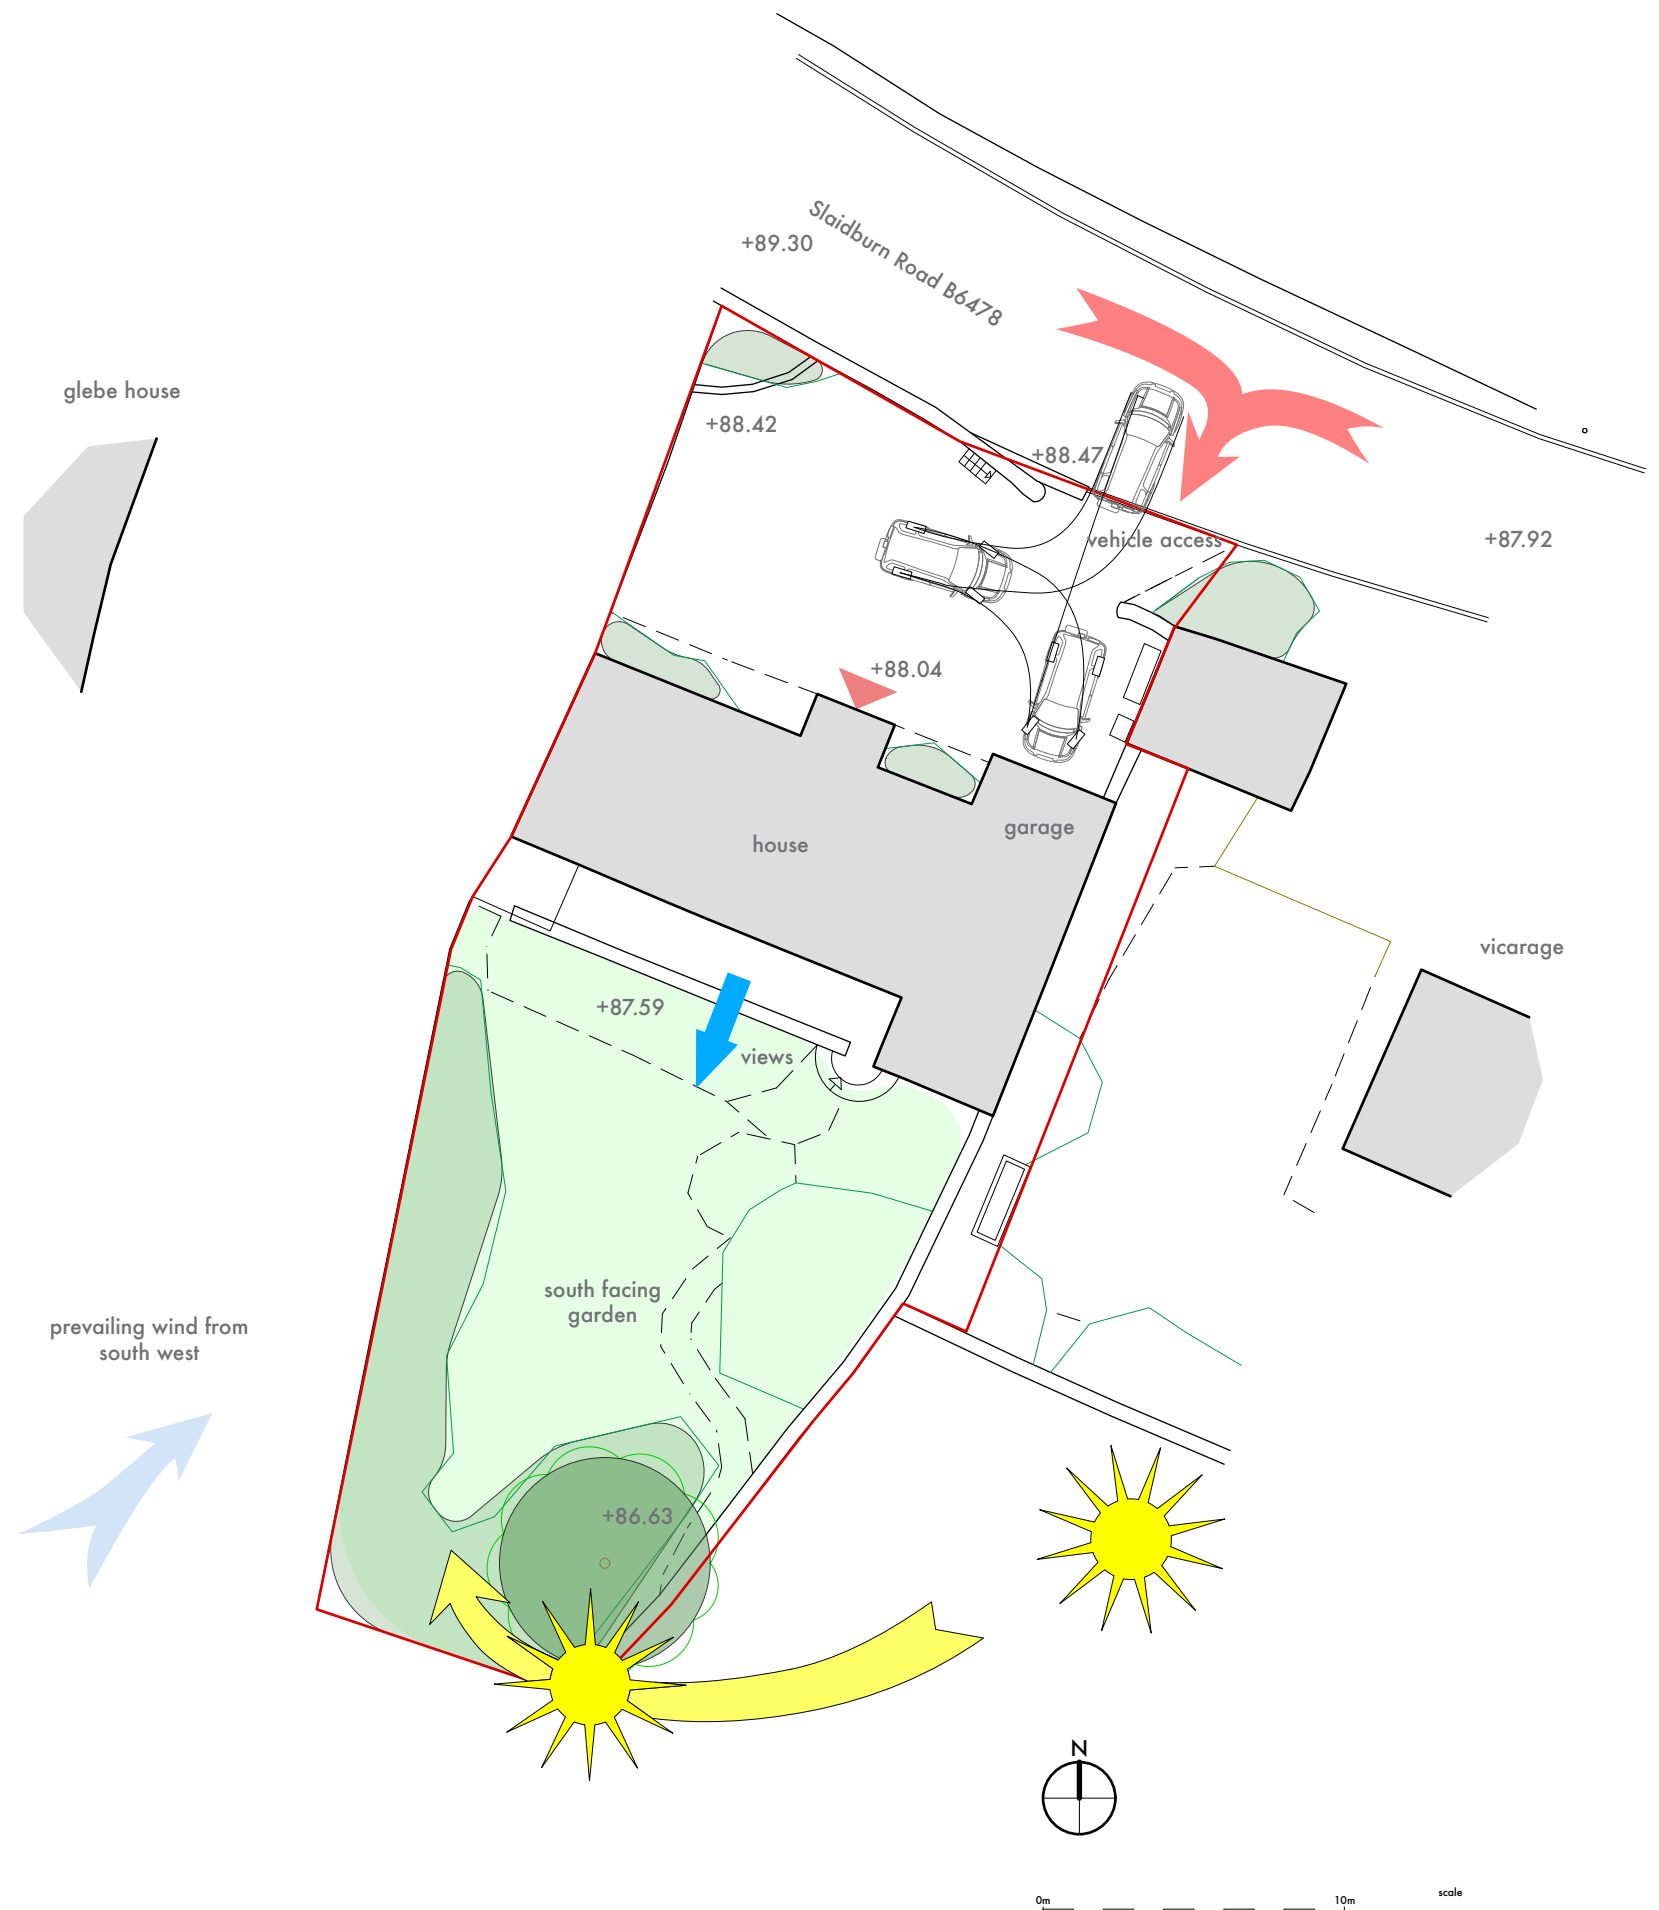 Slaidburn Road B6478
+89.30
glebe house
+88.42
+88.47
vehicle access
+87.92
+88.04
garage
house
vicarage
+87.59
views
south facing
garden
prevailing wind from
south west
+86.63
N
scale
0m
10m